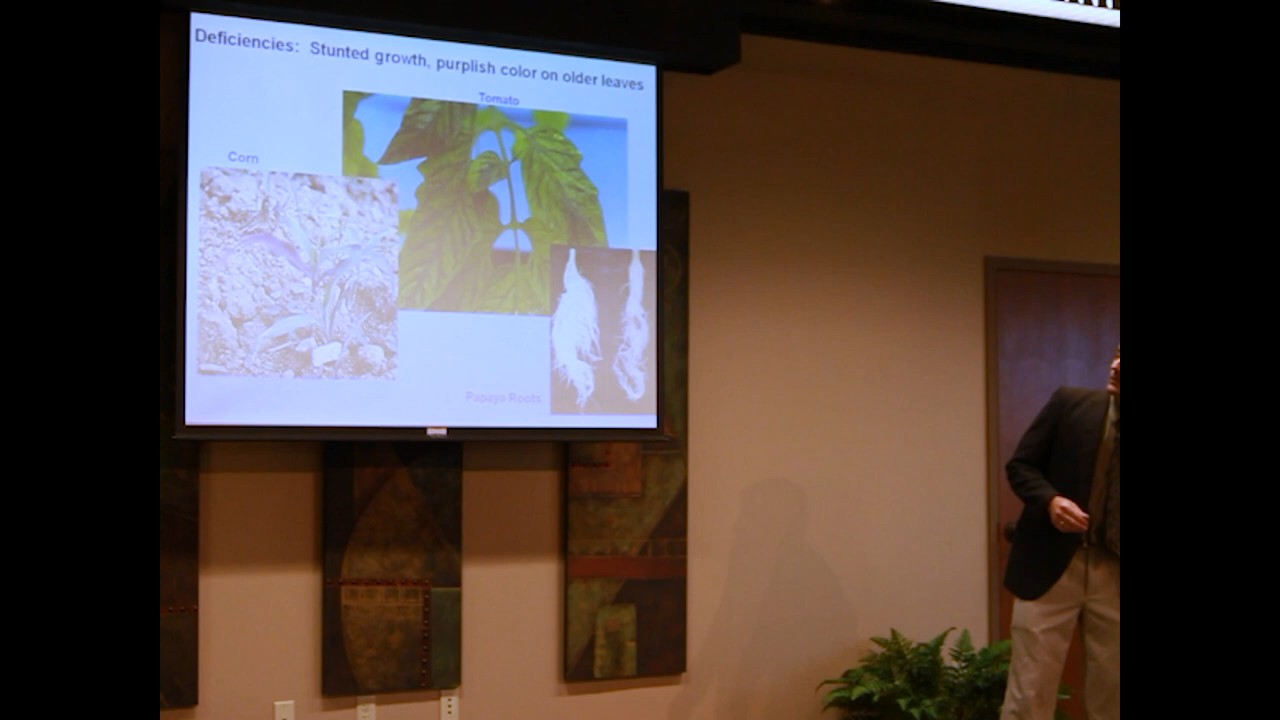 Deficiencies: Stunted growth, purplish color on older leaves
Tomato
Corn
Papaya Roots